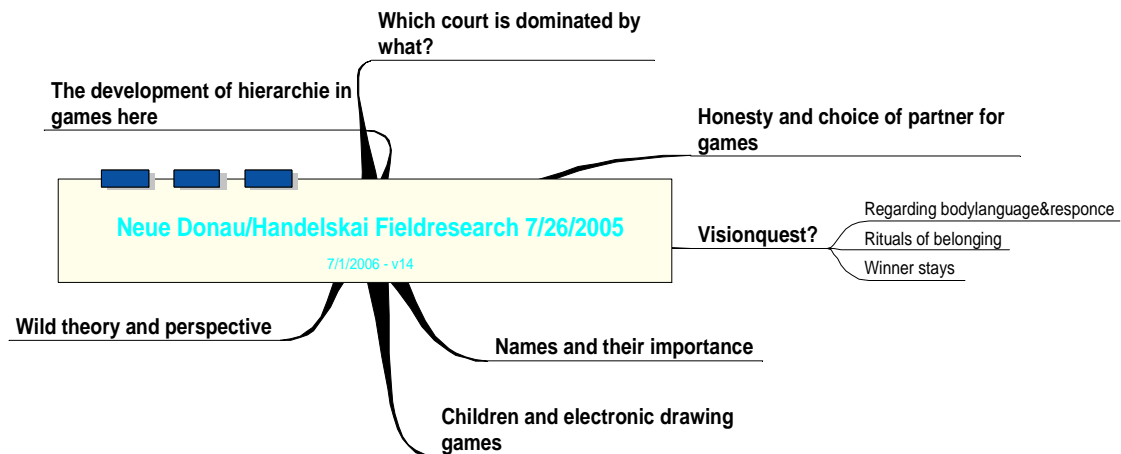 Which court is dominated by
what?
The development of hierarchie in
games here
Honesty and choice of partner for
games
Neue Donau/Handelskai Fieldresearch 7/26/2005
7/1/2006 - v14
Visionquest?
Regarding bodylanguage&responce
Rituals of belonging
Winner stays
Wild theory and perspective
Names and their importance
Children and electronic drawing
games